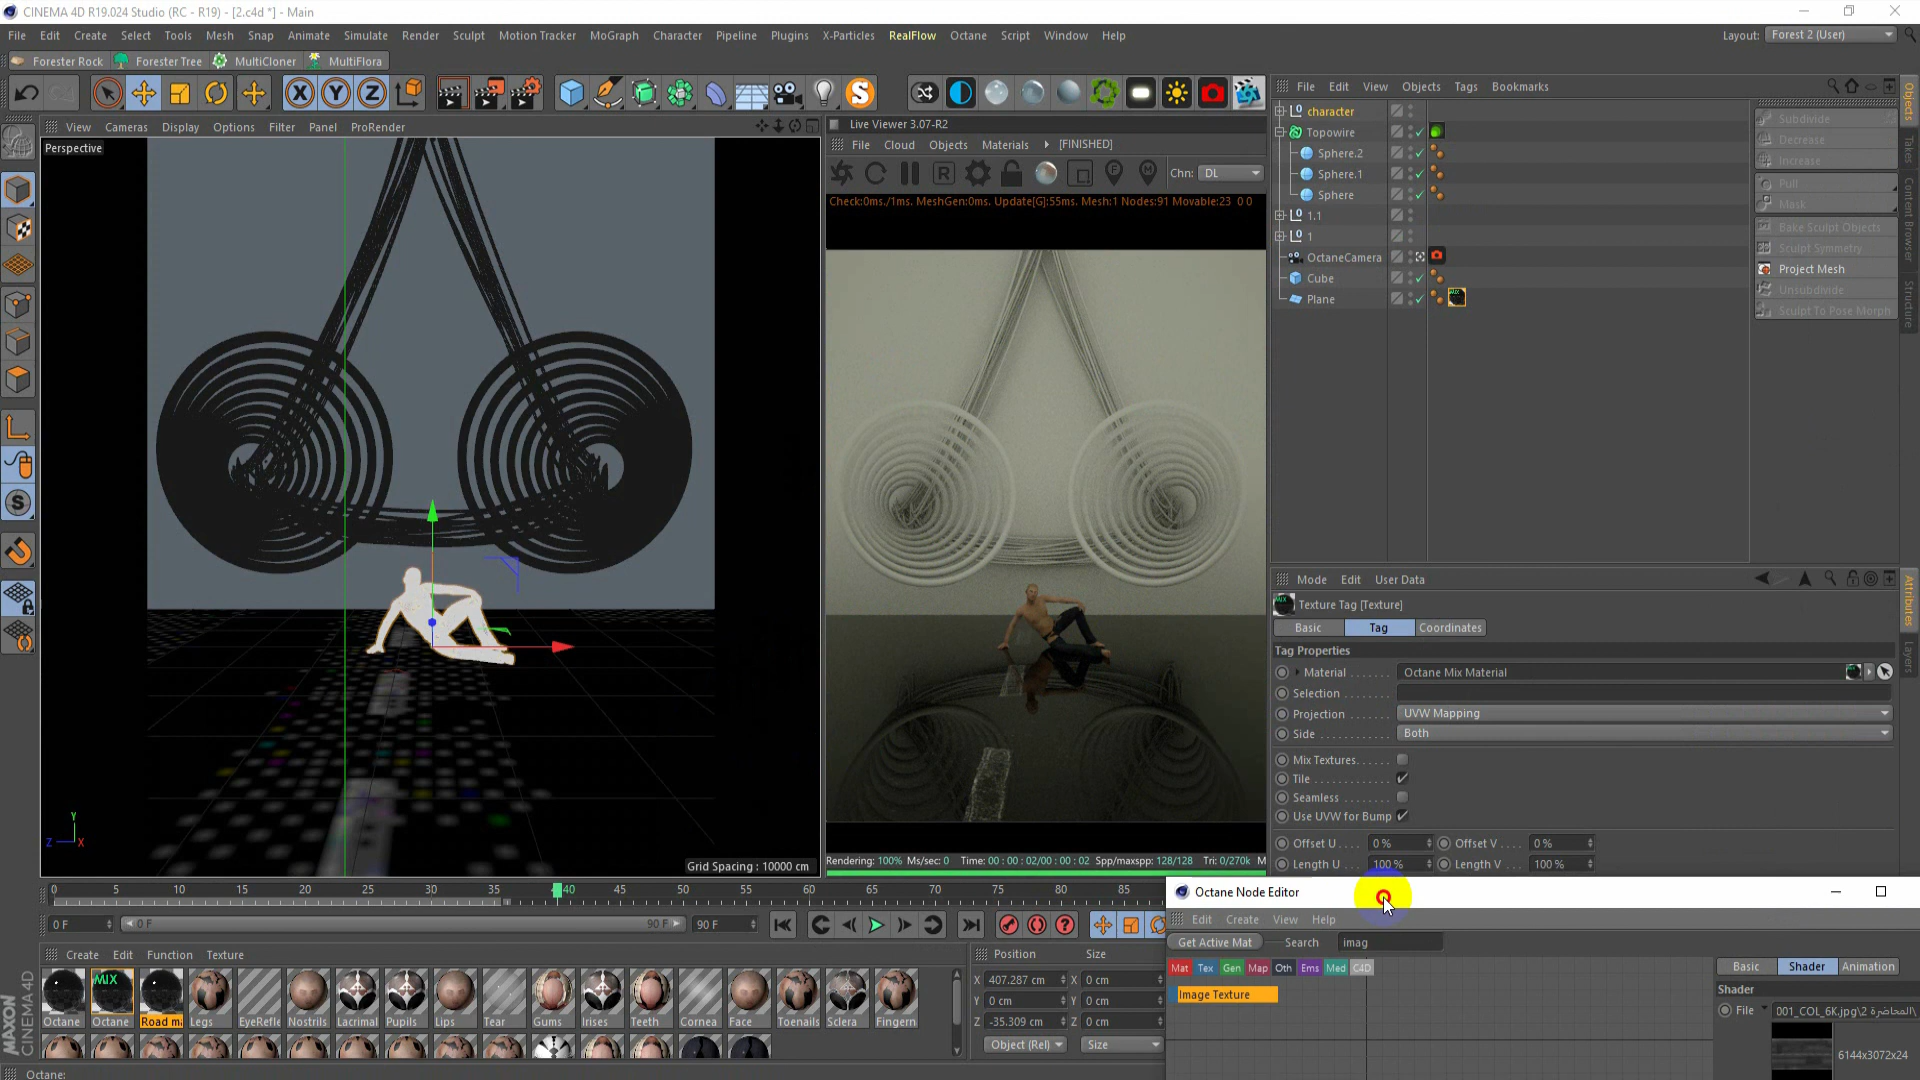 CINEMA 4D R19.024 Studio (RC - R19) - [2.c4d *] - Main
File Edit Create Select Tools Mesh Snap Animate Simulate Render Sculpt Motion Tracker MoGraph Character Pipeline Plugins X-Particles RealFlow Octane Script Window Help Layout: Forest 2 (User)
Forester Rock Forester Tree MultiCloner MultiFlora
File Edit View Objects Tags Bookmarks
View Cameras Display Options Filter Panel ProRender
Perspective
Live Viewer 3.07-R2
File Cloud Objects Materials [FINISHED]
Chn: DL
Check:0ms./1ms. MeshGen:0ms. Update[G]:55ms. Mesh:1 Nodes:91 Movable:23 0 0
character
Topowire
Sphere.2
Sphere.1
Sphere
1.1
1
OctaneCamera
Cube
Plane
Subdivide
Decrease
Increase
Pull
Mask
Bake Sculpt Objects
Sculpt Symmetry
Project Mesh
Unsubdivide
Sculpt To Pose Morph
Objects
Takes
Content Browser
Structure
Attributes
Layers
Mode Edit User Data
Texture Tag [Texture]
Basic Tag Coordinates
Tag Properties
Material Octane Mix Material
Selection
Projection UVW Mapping
Side Both
Mix Textures
Tile
Seamless
Use UVW for Bump
Offset U 0 % Offset V 0 %
Length U 100 % Length V 100 %
Grid Spacing : 10000 cm
Y
Z X
Rendering: 100% Ms/sec: 0 Time: 00 : 00 : 02/00 : 00 : 02 Spp/maxspp: 128/128 Tri: 0/270k M
0 5 10 15 20 25 30 35 40 45 50 55 60 65 70 75 80 85
0 F 0 F 90 F 90 F
Octane Node Editor
Edit Create View Help
Get Active Mat Search imag
Mat Tex Gen Map Oth Ems Med C4D
Image Texture
Basic Shader Animation
Shader
File 001_COL_6K.jpg\2 المحاضرة\
6144x3072x24
Create Edit Function Texture
MIX
Octane Octane Road ma Legs EyeRefle Nostrils Lacrimal Pupils Lips Tear Gums Irises Teeth Cornea Face Toenails Sclera Fingern
Position Size
X 407.287 cm X 0 cm
Y 0 cm Y 0 cm
Z -35.309 cm Z 0 cm
Object (Rel) Size
MAXON CINEMA 4D
Octane: